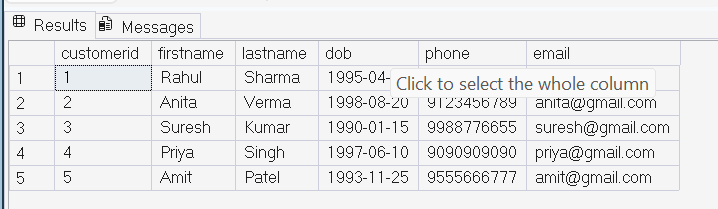 Results Messages
customerid firstname lastname dob phone email
1 1 Rahul Sharma 1995-04-
Click to select the whole column
2 2 Anita Verma 1998-08-20 9123456789 anita@gmail.com
3 3 Suresh Kumar 1990-01-15 9988776655 suresh@gmail.com
4 4 Priya Singh 1997-06-10 9090909090 priya@gmail.com
5 5 Amit Patel 1993-11-25 9555666777 amit@gmail.com